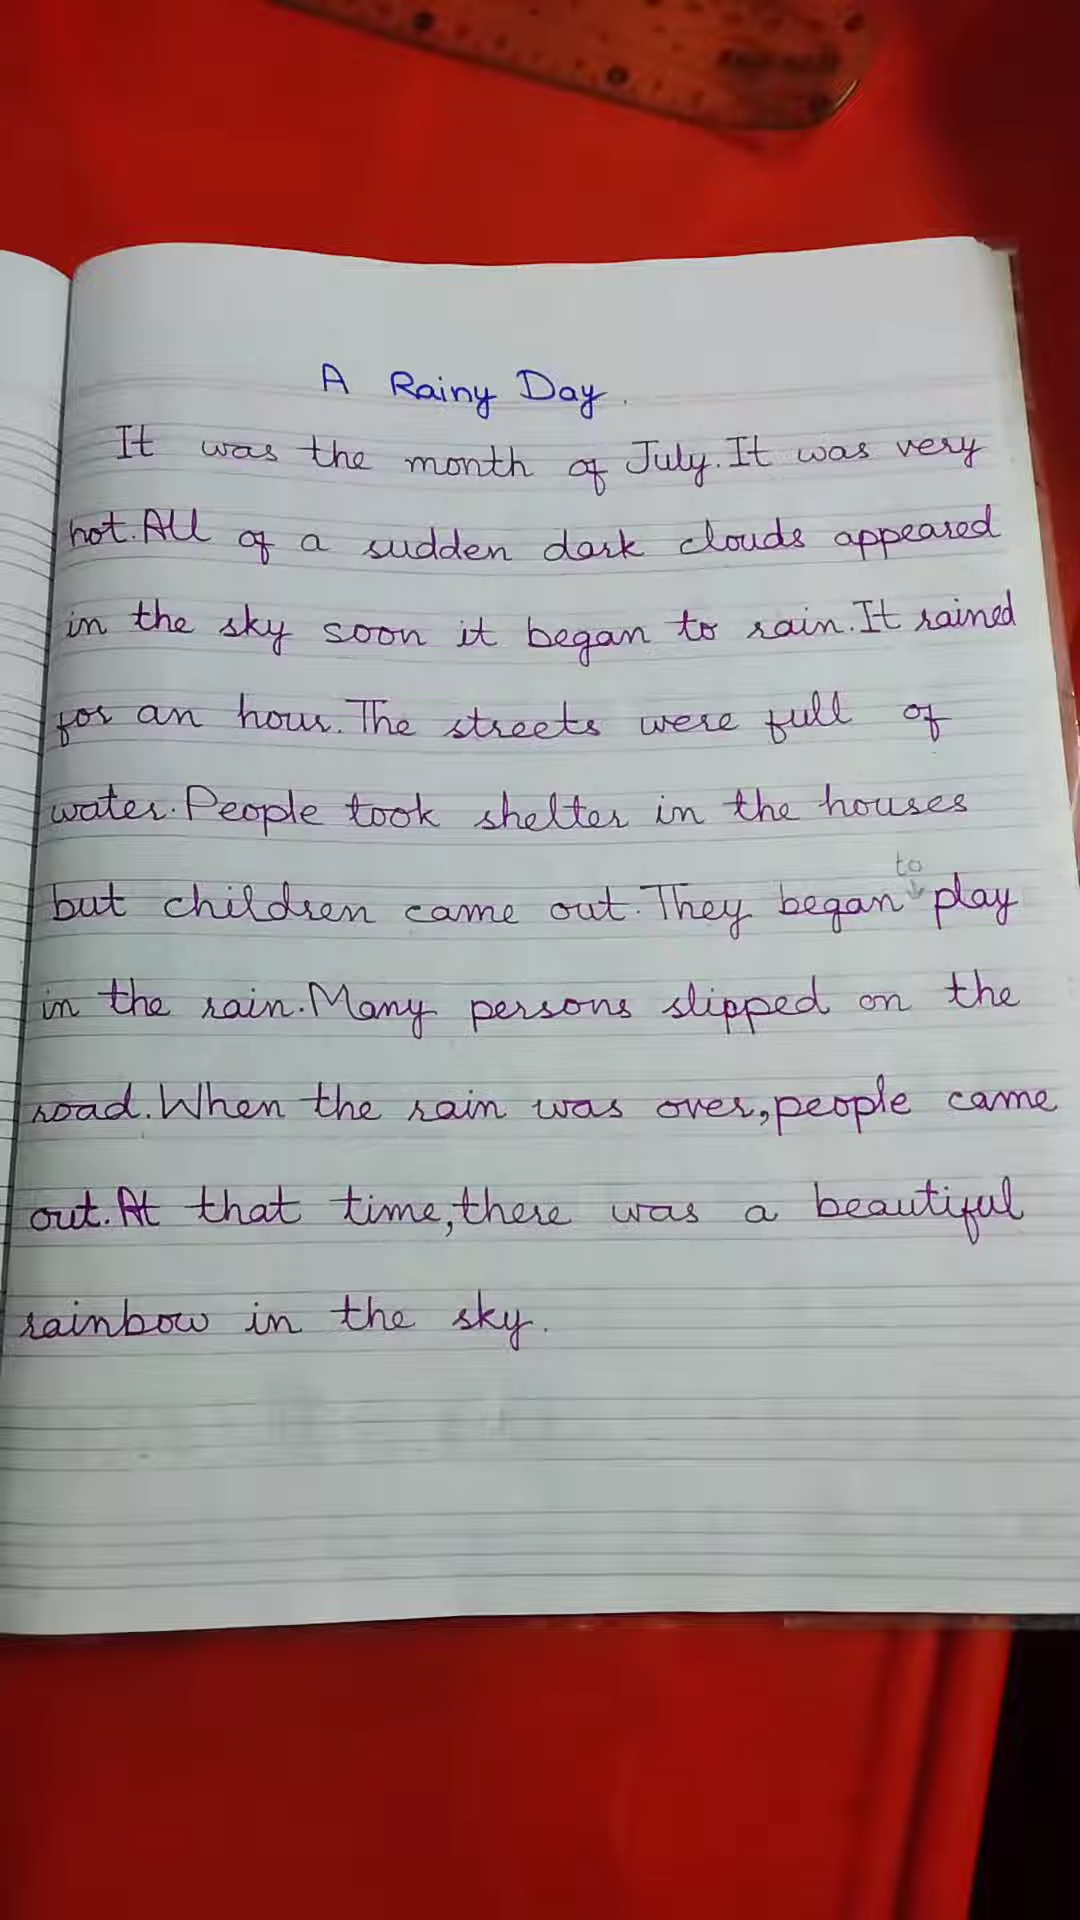 A Rainy Day.
It was the month of July. It was very
hot. All of a sudden dark clouds appeared
in the sky soon it began to rain. It rained
for an hour. The streets were full of
water. People took shelter in the houses
but children came out. They began to play
in the rain. Many persons slipped on the
road. When the rain was over, people came
out. At that time, there was a beautiful
rainbow in the sky.